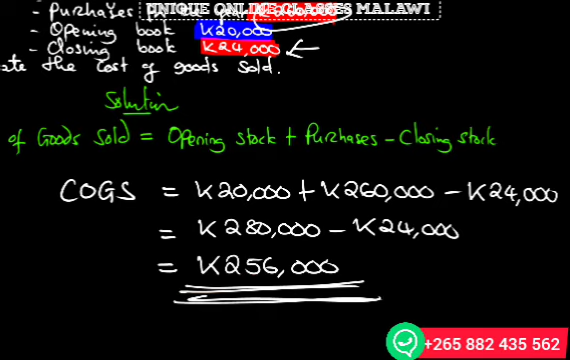 UNIQUE ONLINE CLASSES MALAWI
- Purchases
- Opening book K20,000
- Closing book K24,000
ate the cost of goods sold.
Solution
of Goods Sold = Opening stock + Purchases - Closing stock
COGS = K20,000 + K260,000 - K24,000
= K280,000 - K24,000
= K256,000
+265 882 435 562